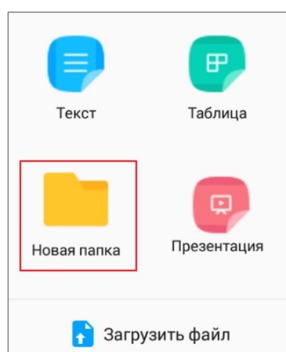 Текст Таблица
Новая папка Презентация
Загрузить файл